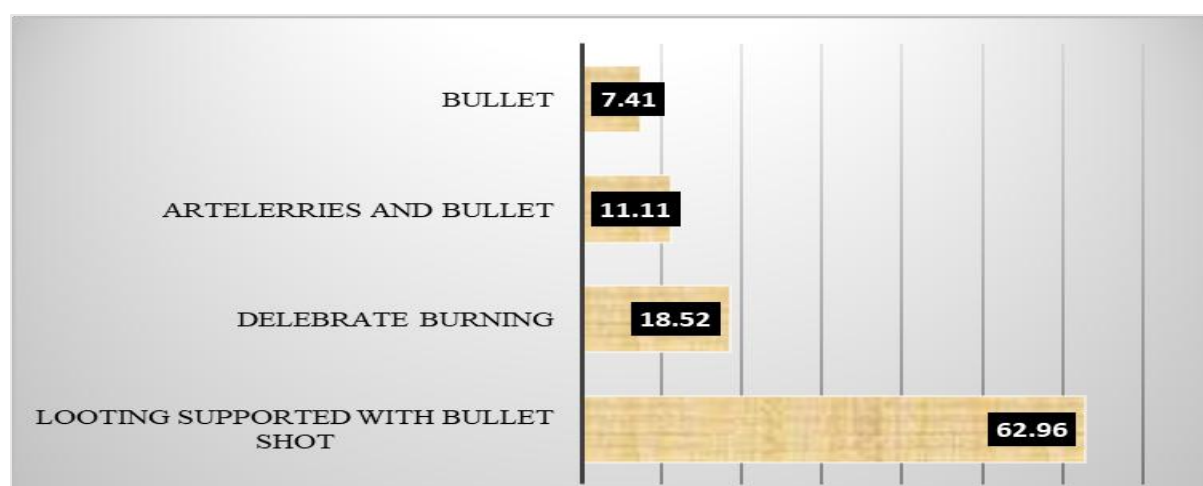 BULLET 7.41
ARTELERRIES AND BULLET 11.11
DELEBRATE BURNING 18.52
LOOTING SUPPORTED WITH BULLET
SHOT 62.96